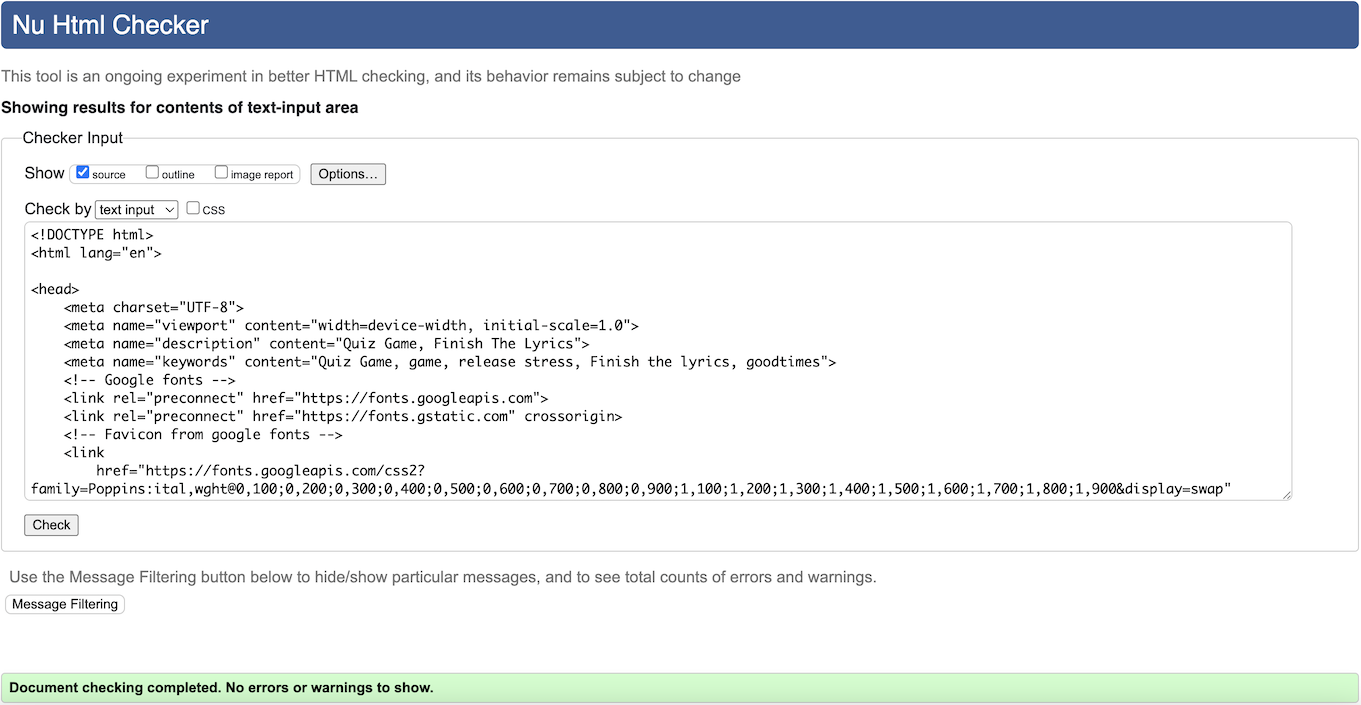 Nu Html Checker
This tool is an ongoing experiment in better HTML checking, and its behavior remains subject to change
Showing results for contents of text-input area
Checker Input
Show source outline image report Options...
Check by text input CSS
<!DOCTYPE html>
<html lang="en">
<head>
<meta charset="UTF-8">
<meta name="viewport" content="width=device-width, initial-scale=1.0">
<meta name="description" content="Quiz Game, Finish The Lyrics">
<meta name="keywords" content="Quiz Game, game, release stress, Finish the lyrics, goodtimes">
<!-- Google fonts -->
<link rel="preconnect" href="https://fonts.googleapis.com">
<link rel="preconnect" href="https://fonts.gstatic.com" crossorigin>
<!-- Favicon from google fonts -->
<link
href="https://fonts.googleapis.com/css2?
family=Poppins:ital,wght@0,100;0,200;0,300;0,400;0,500;0,600;0,700;0,800;0,900;1,100;1,200;1,300;1,400;1,500;1,600;1,700;1,800;1,900&display=swap"
Check
Use the Message Filtering button below to hide/show particular messages, and to see total counts of errors and warnings.
Message Filtering
Document checking completed. No errors or warnings to show.